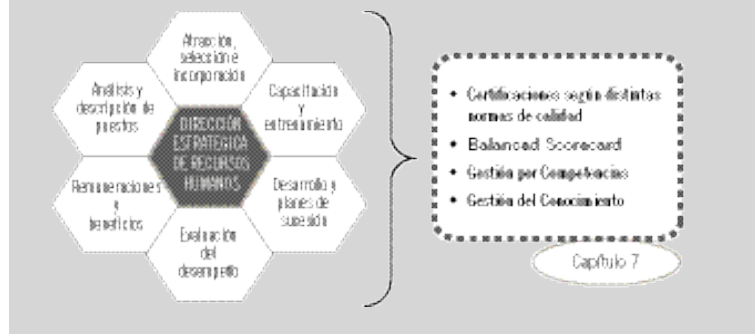 Atracción,
selección e
incorporación
Análisis y
descripción de
puestos
Capacitación
y
entrenamiento
DIRECCIÓN
ESTRATÉGICA
DE RECURSOS
HUMANOS
Remuneraciones
y
beneficios
Desarrollo y
planes de
sucesión
Evaluación
del
desempeño
• Certificaciones según distintas
normas de calidad
• Balanced Scorecard
• Gestión por Competencias
• Gestión del Conocimiento
Capítulo 7